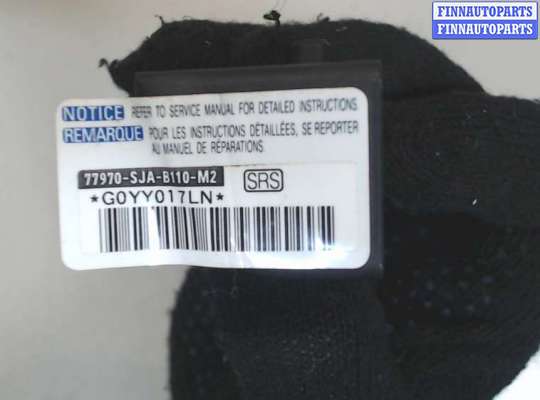 FINNAUTOPARTS
FINNAUTOPARTS
NOTICE REFER TO SERVICE MANUAL FOR DETAILED INSTRUCTIONS
REMARQUE POUR LES INSTRUCTIONS DÉTAILLÉES, SE REPORTER
AU MANUEL DE RÉPARATIONS
77970-SJA-B110-M2 SRS
*G0YY017LN*